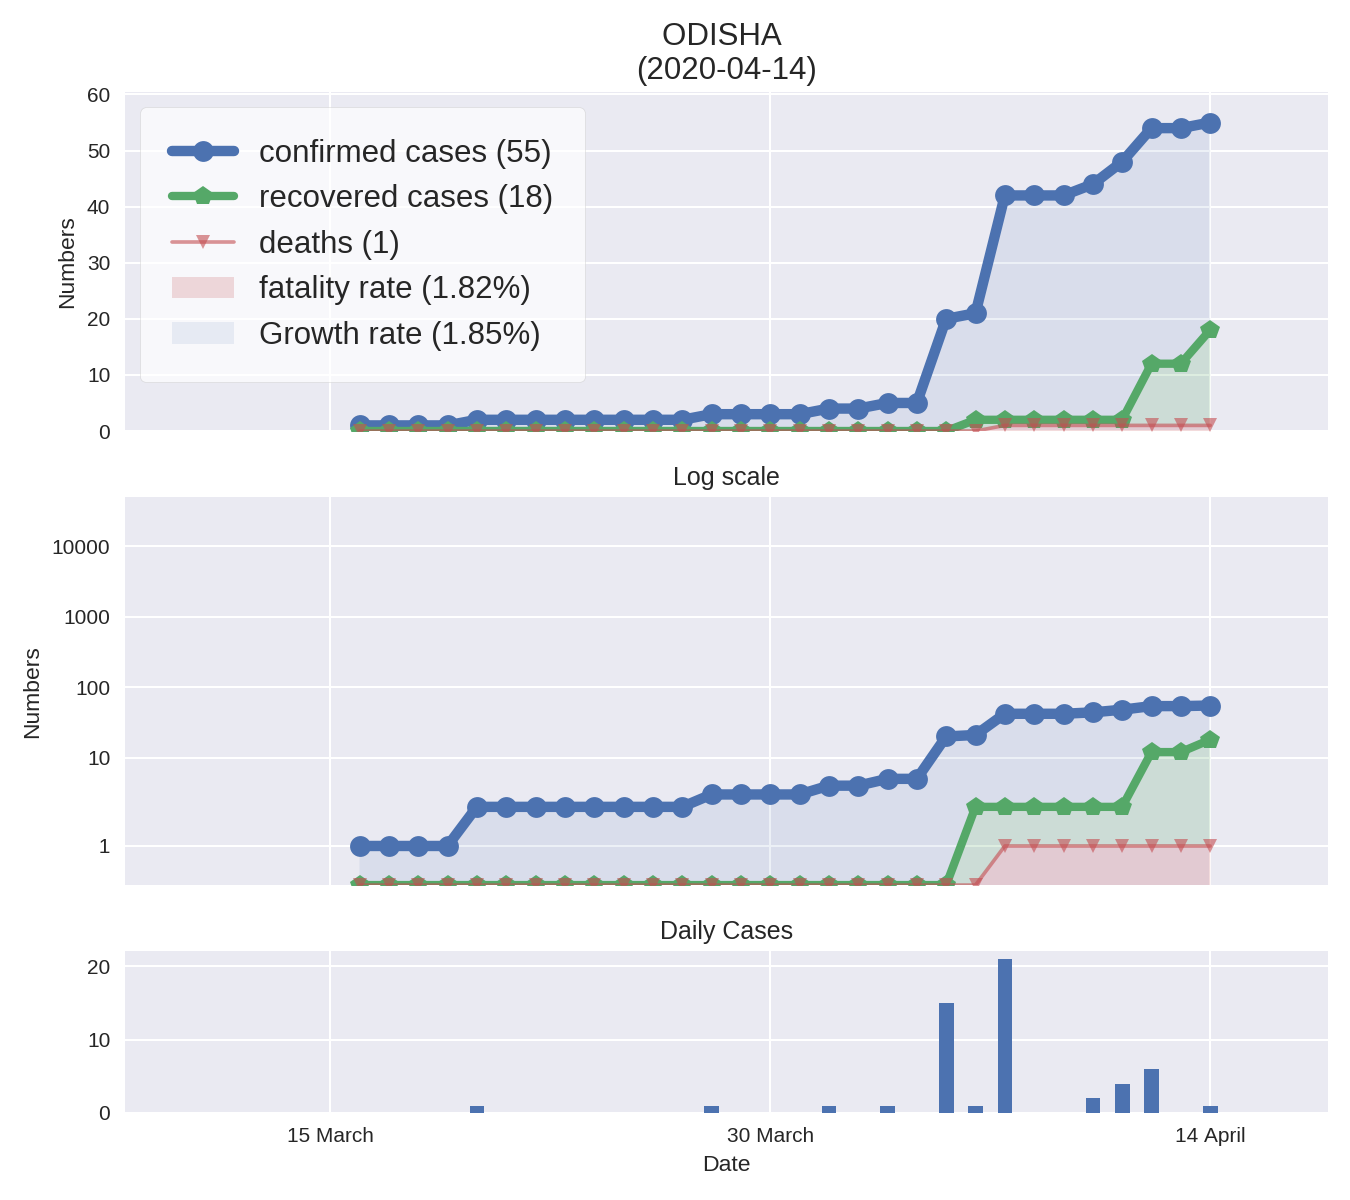 ODISHA
(2020-04-14)
60
50
40
30
20
10
0
Numbers
confirmed cases (55)
recovered cases (18)
deaths (1)
fatality rate (1.82%)
Growth rate (1.85%)
Log scale
10000
1000
100
10
1
Numbers
Daily Cases
20
10
0
15 March
30 March
14 April
Date